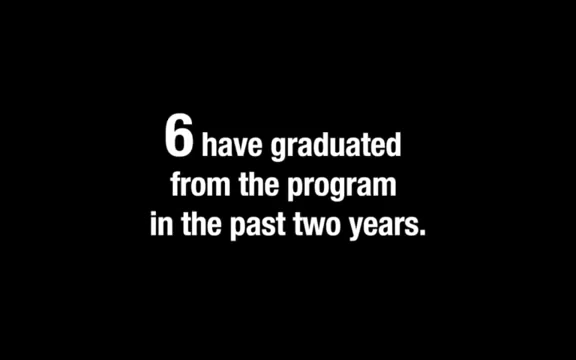 6 have graduated
from the program
in the past two years.